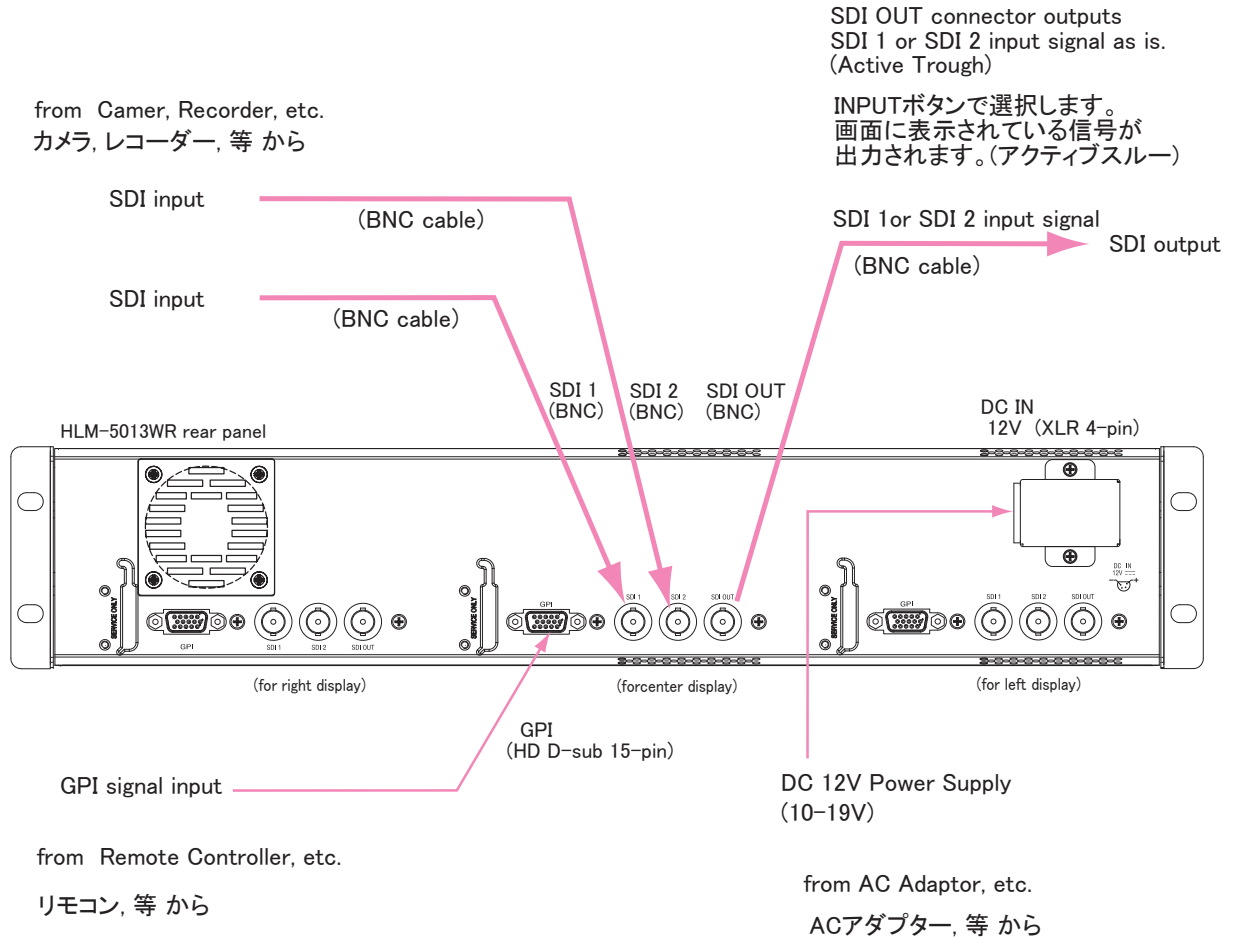 SDI OUT connector outputs
SDI 1 or SDI 2 input signal as is.
(Active Trough)
INPUTボタンで選択します。
画面に表示されている信号が
出力されます。(アクティブスルー)
from Camer, Recorder, etc.
カメラ, レコーダー, 等 から
SDI input
(BNC cable)
SDI 1or SDI 2 input signal
SDI output
(BNC cable)
SDI input
(BNC cable)
SDI 1
(BNC)
SDI 2
(BNC)
SDI OUT
(BNC)
DC IN
12V (XLR 4-pin)
HLM-5013WR rear panel
DC IN
12V
SERVICE ONLY
GPI
SDI 1
SDI 2
SDI OUT
SERVICE ONLY
GPI
SDI 1
SDI 2
SDI OUT
SERVICE ONLY
GPI
SDI 1
SDI 2
SDI OUT
(for right display)
(forcenter display)
(for left display)
GPI
(HD D-sub 15-pin)
GPI signal input
DC 12V Power Supply
(10-19V)
from Remote Controller, etc.
リモコン, 等 から
from AC Adaptor, etc.
ACアダプター, 等 から